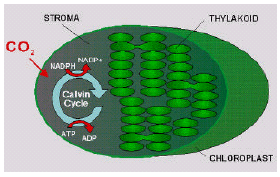 STROMA
THYLAKOID
CO2
NADPH
NADP+
Calvin
Cycle
ATP
ADP
CHLOROPLAST